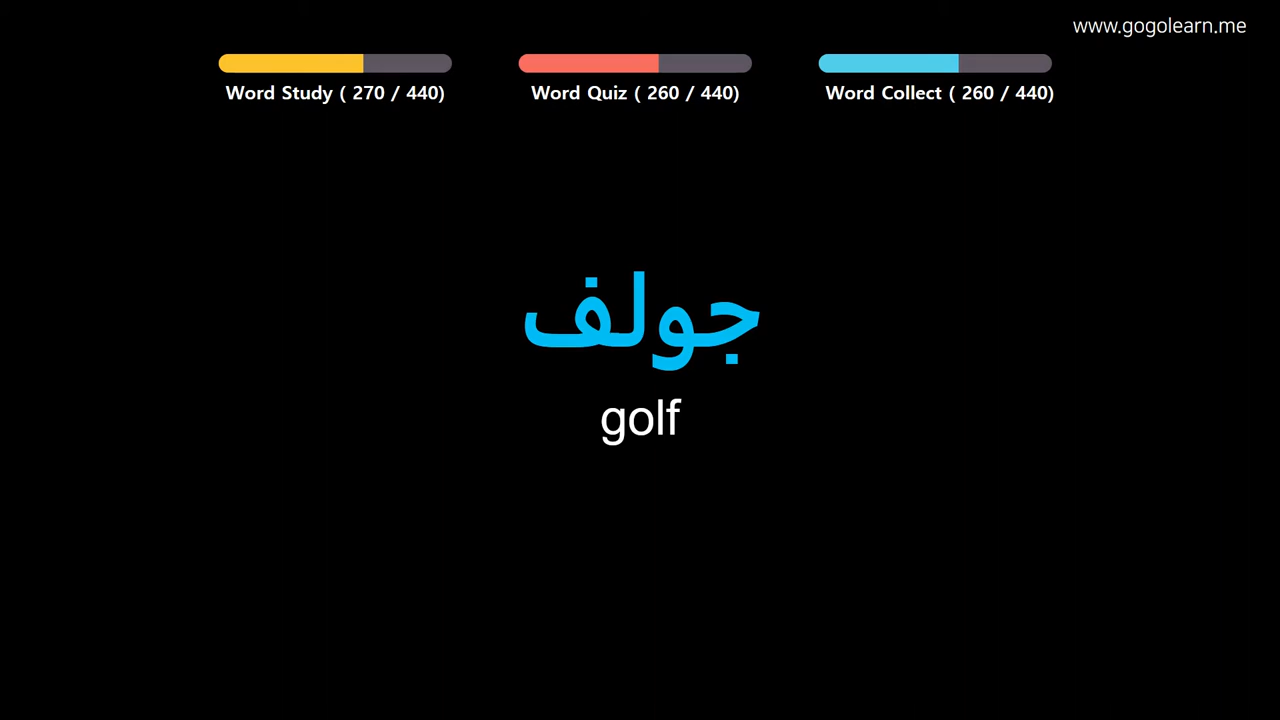 www.gogolearn.me
Word Study ( 270 / 440)
Word Quiz ( 260 / 440)
Word Collect ( 260 / 440)
جولف
golf